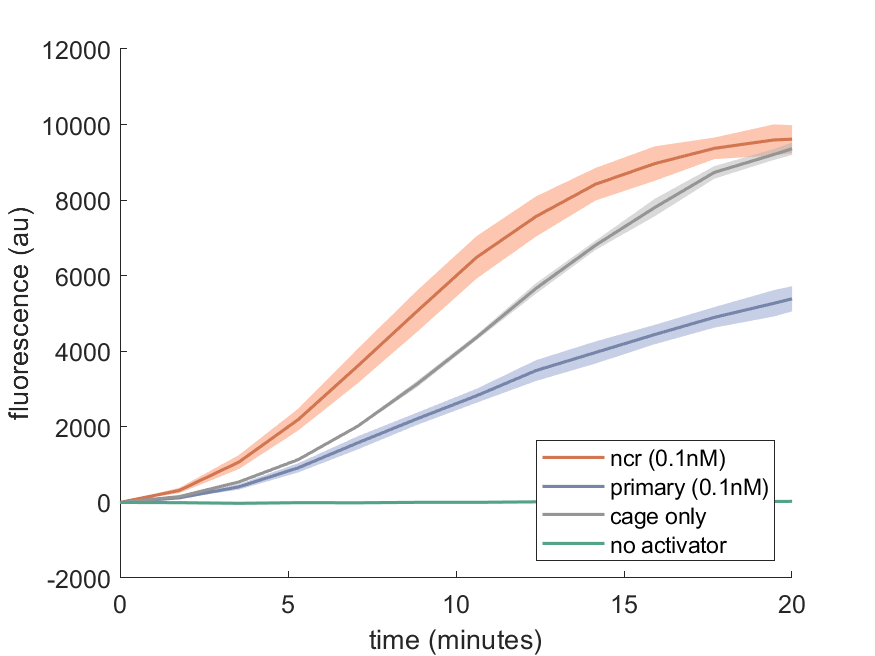 12000
10000
8000
6000
4000
2000
0
-2000
fluorescence (au)
0 5 10 15 20
time (minutes)
ncr (0.1nM)
primary (0.1nM)
cage only
no activator